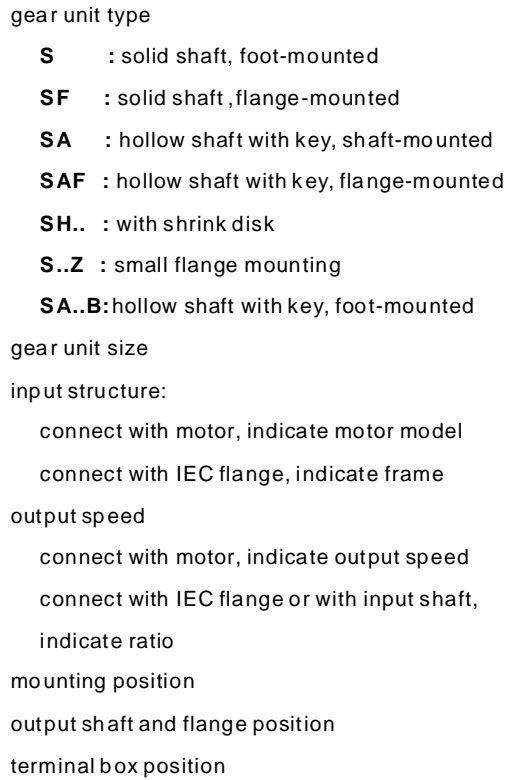 gear unit type
S : solid shaft, foot-mounted
SF : solid shaft ,flange-mounted
SA : hollow shaft with key, shaft-mounted
SAF : hollow shaft with key, flange-mounted
SH.. : with shrink disk
S..Z : small flange mounting
SA..B: hollow shaft with key, foot-mounted
gear unit size
input structure:
connect with motor, indicate motor model
connect with IEC flange, indicate frame
output speed
connect with motor, indicate output speed
connect with IEC flange or with input shaft,
indicate ratio
mounting position
output shaft and flange position
terminal box position